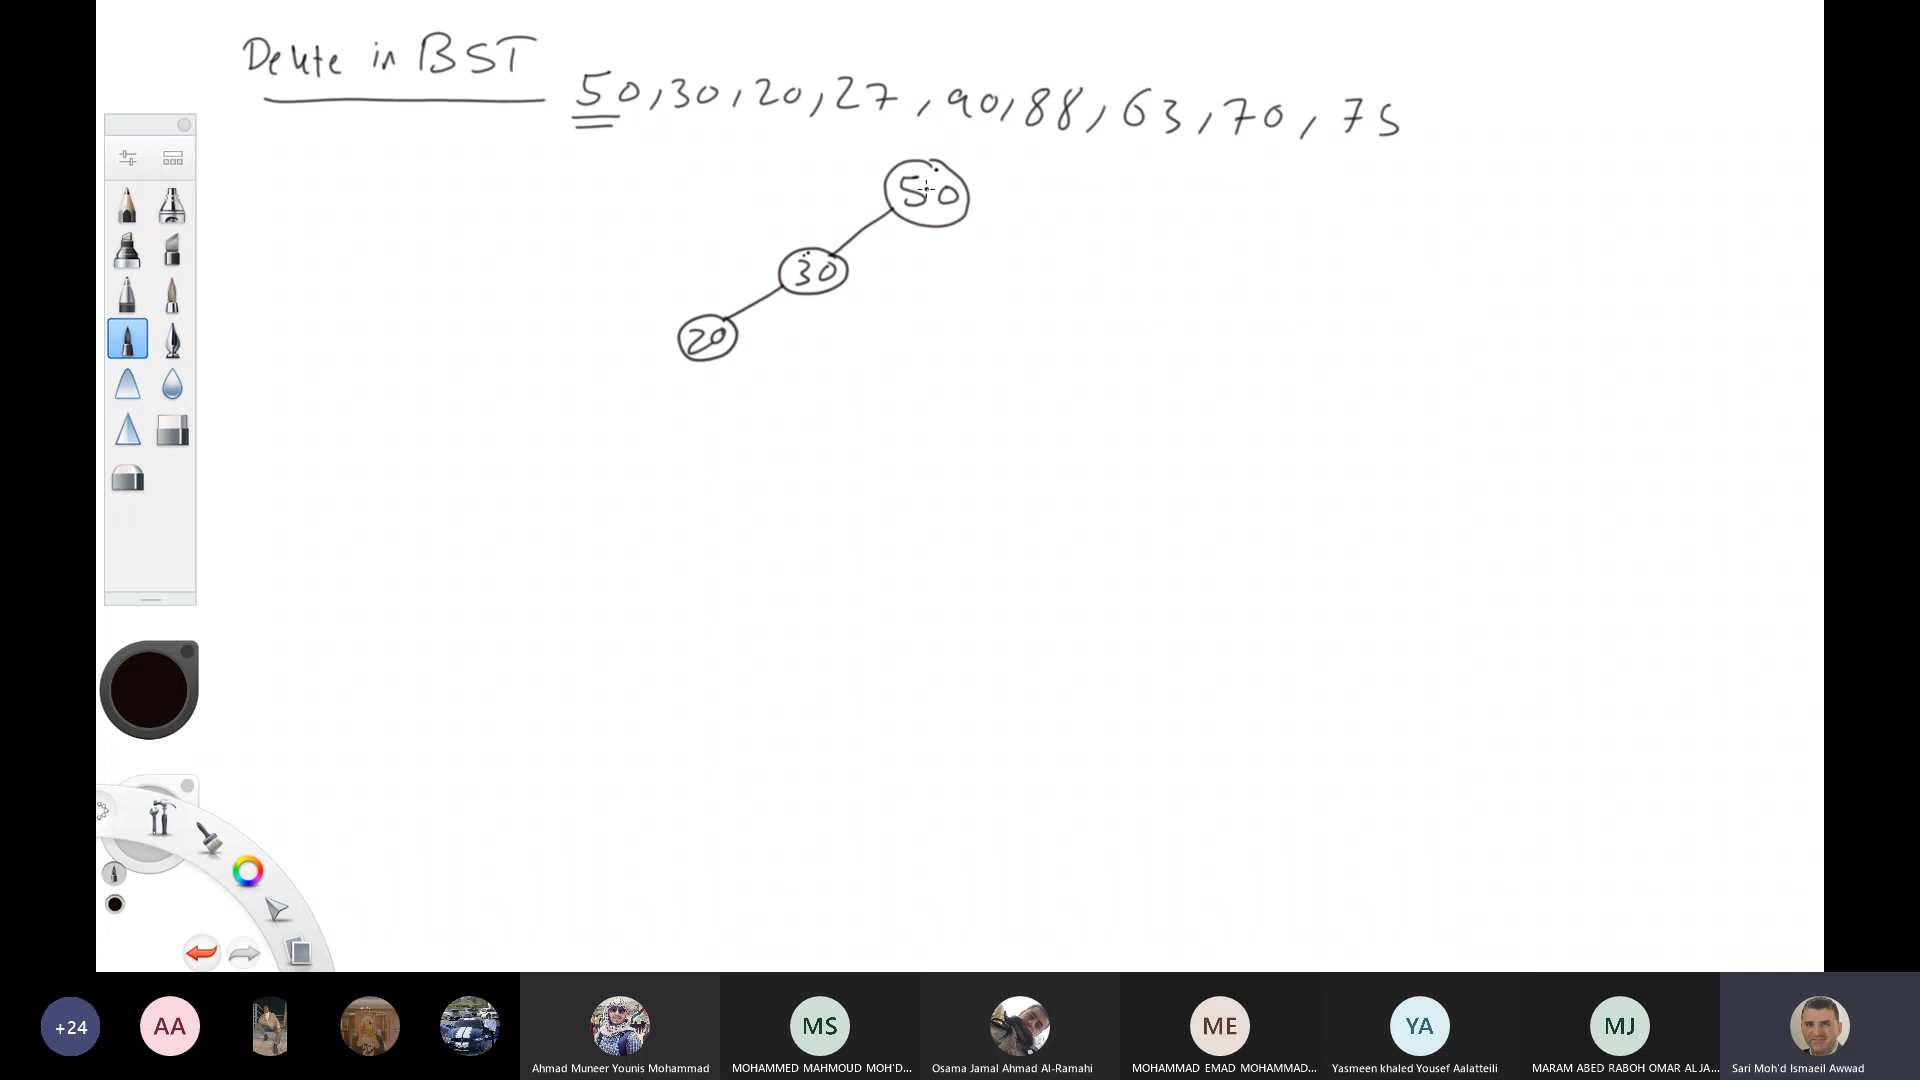 Delete in BST
50,30,20,27,90,88,63,70,75
50
30
20
+24
AA
MS
ME
YA
MJ
Ahmad Muneer Younis Mohammad
MOHAMMED MAHMOUD MOH'D...
Osama Jamal Ahmad Al-Ramahi
MOHAMMAD EMAD MOHAMMAD...
Yasmeen khaled Yousef Aalatteili
MARAM ABED RABOH OMAR AL JA...
Sari Moh'd Ismaeil Awwad